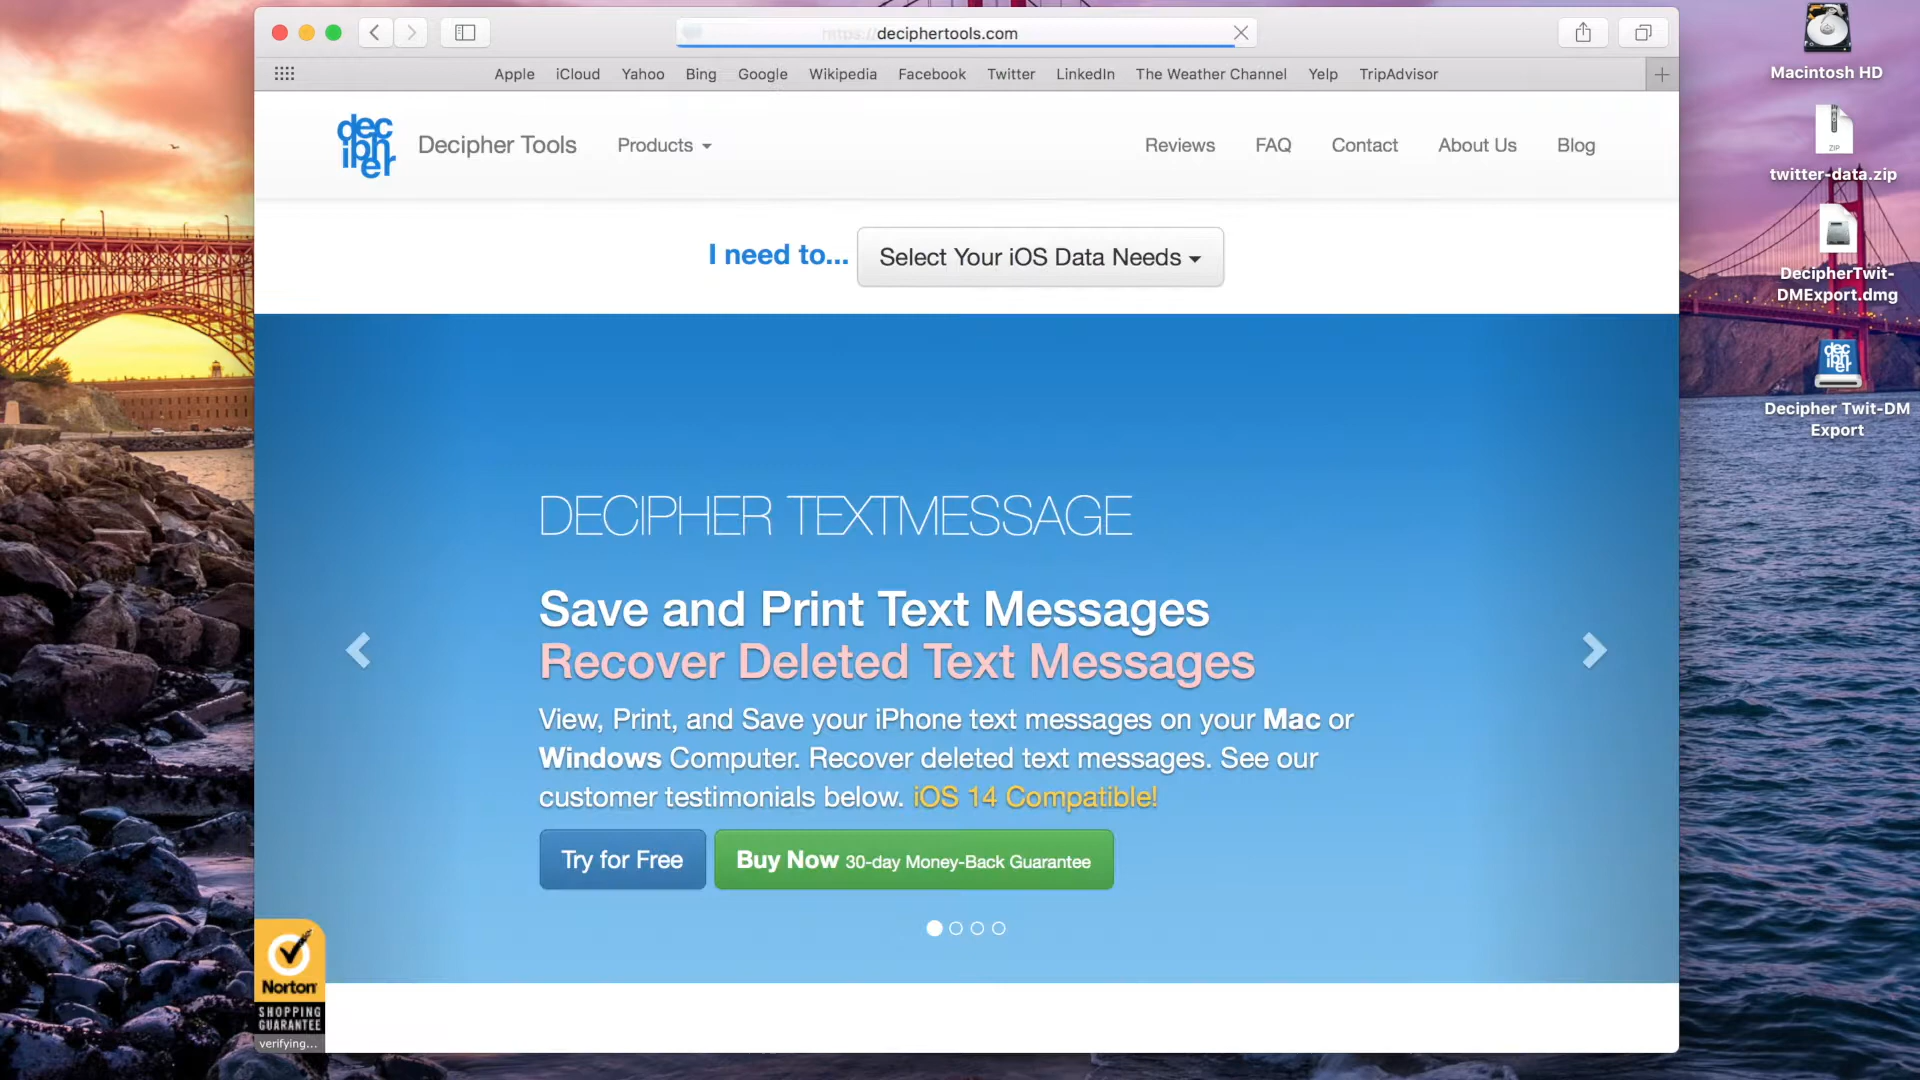 https://deciphertools.com
Apple iCloud Yahoo Bing Google Wikipedia Facebook Twitter LinkedIn The Weather Channel Yelp TripAdvisor
decipher Decipher Tools Products Reviews FAQ Contact About Us Blog
I need to... Select Your iOS Data Needs
DECIPHER TEXTMESSAGE
Save and Print Text Messages
Recover Deleted Text Messages
View, Print, and Save your iPhone text messages on your Mac or
Windows Computer. Recover deleted text messages. See our
customer testimonials below. iOS 14 Compatible!
Try for Free Buy Now 30-day Money-Back Guarantee
Norton
SHOPPING
GUARANTEE
verifying...
Macintosh HD
ZIP
twitter-data.zip
DecipherTwit-
DMExport.dmg
decipher
Decipher Twit-DM
Export